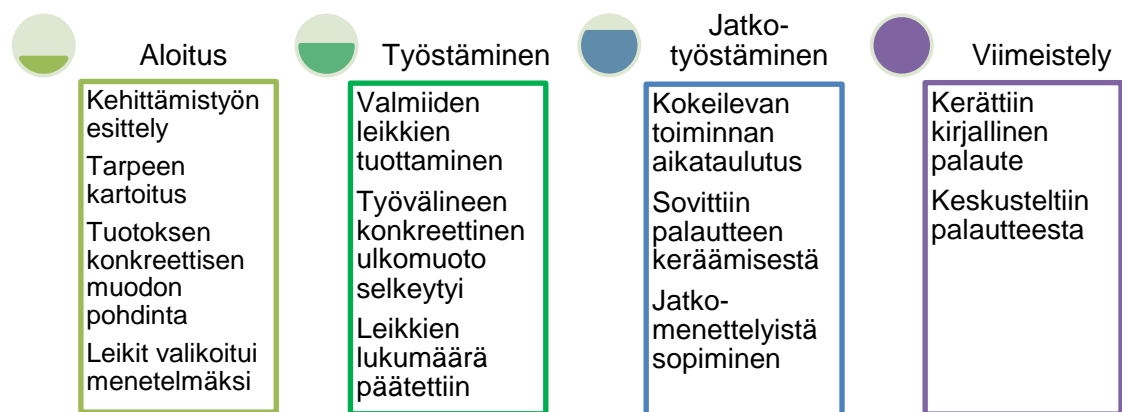 Aloitus
Kehittämistyön
esittely
Tarpeen
kartoitus
Tuotoksen
konkreettisen
muodon
pohdinta
Leikit valikoitui
menetelmäksi
Työstäminen
Valmiiden
leikkien
tuottaminen
Työvälineen
konkreettinen
ulkomuoto
selkeytyi
Leikkien
lukumäärä
päätettiin
Jatko-
työstäminen
Kokeilevan
toiminnan
aikataulutus
Sovittiin
palautteen
keräämisestä
Jatko-
menettelyistä
sopiminen
Viimeistely
Kerättiin
kirjallinen
palaute
Keskusteltiin
palautteesta